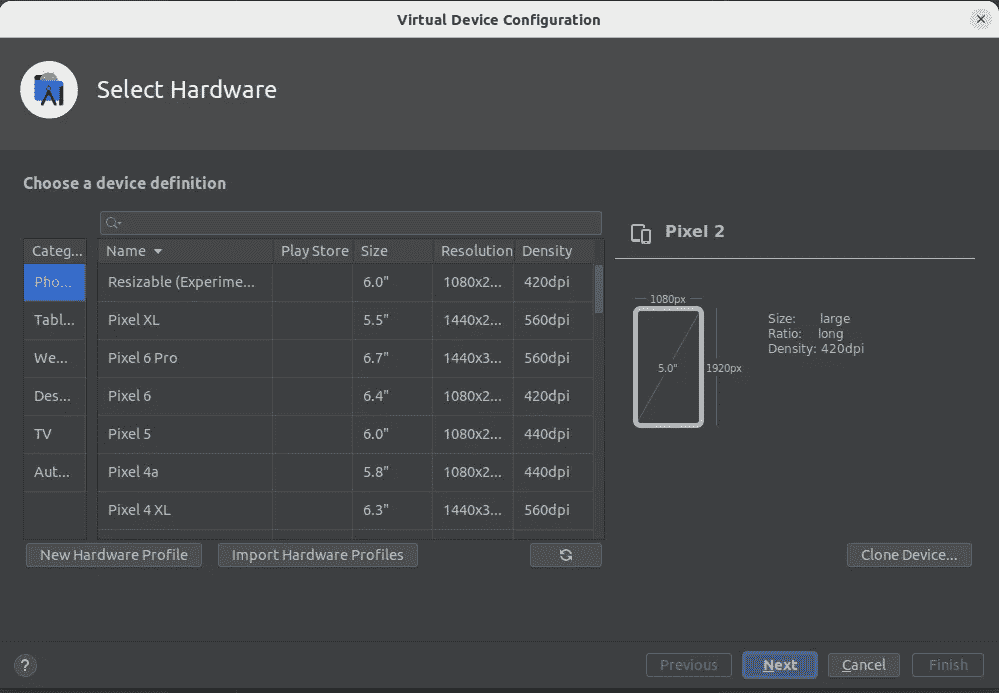 Virtual Device Configuration
Select Hardware
Choose a device definition
Categ... Name Play Store Size Resolution Density
Pho... Resizable (Experime... 6.0" 1080x2... 420dpi
Tabl... Pixel XL 5.5" 1440x2... 560dpi
We... Pixel 6 Pro 6.7" 1440x3... 560dpi
Des... Pixel 6 6.4" 1080x2... 420dpi
TV Pixel 5 6.0" 1080x2... 440dpi
Aut... Pixel 4a 5.8" 1080x2... 440dpi
Pixel 4 XL 6.3" 1440x3... 560dpi
New Hardware Profile Import Hardware Profiles
Pixel 2
1080px
5.0"
1920px
Size: large
Ratio: long
Density: 420dpi
Clone Device...
? Previous Next Cancel Finish